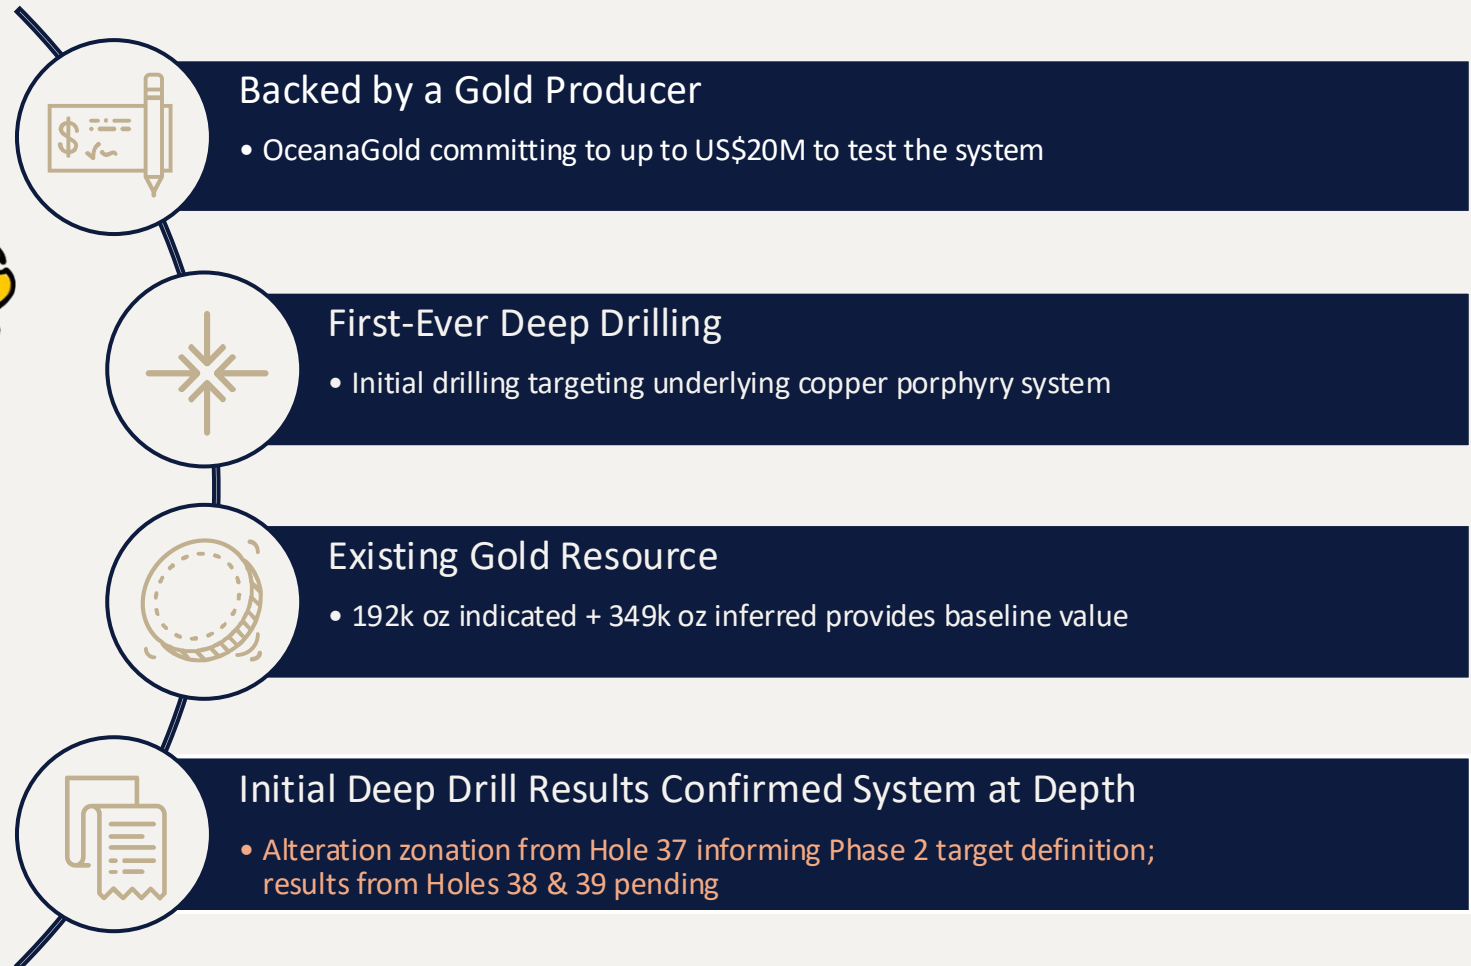 Backed by a Gold Producer
• OceanaGold committing to up to US$20M to test the system
First-Ever Deep Drilling
• Initial drilling targeting underlying copper porphyry system
Existing Gold Resource
• 192k oz indicated + 349k oz inferred provides baseline value
Initial Deep Drill Results Confirmed System at Depth
• Alteration zonation from Hole 37 informing Phase 2 target definition;
results from Holes 38 & 39 pending
$